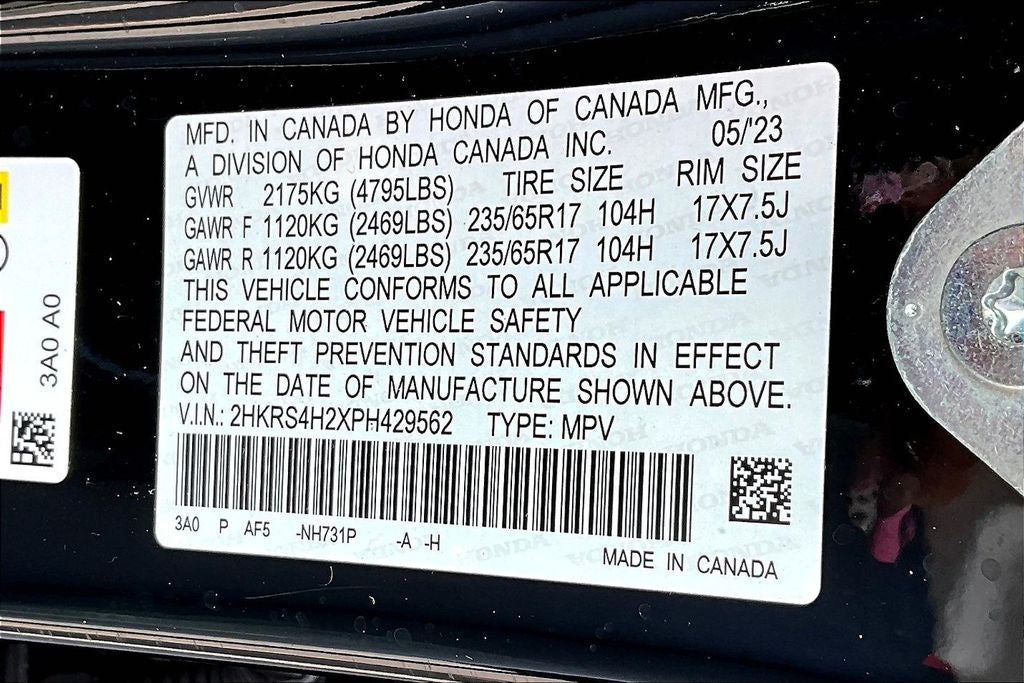 MFD. IN CANADA BY HONDA OF CANADA MFG.,
A DIVISION OF HONDA CANADA INC. 05/'23
GVWR 2175KG (4795LBS) TIRE SIZE RIM SIZE
GAWR F 1120KG (2469LBS) 235/65R17 104H 17X7.5J
GAWR R 1120KG (2469LBS) 235/65R17 104H 17X7.5J
THIS VEHICLE CONFORMS TO ALL APPLICABLE
FEDERAL MOTOR VEHICLE SAFETY
AND THEFT PREVENTION STANDARDS IN EFFECT
ON THE DATE OF MANUFACTURE SHOWN ABOVE.
V.I.N.: 2HKRS4H2XPH429562 TYPE: MPV
3A0 P AF5 -NH731P -A -H
MADE IN CANADA
3A0 A0